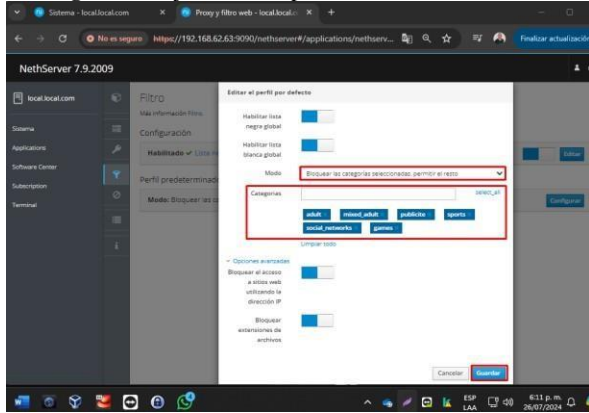 Sistema - local.local.com
Proxy y filtro web - local.local.c
No es seguro
https://192.168.62.63:9090/nethserver#/applications/nethserv...
Finalizar actualizació
NethServer 7.9.2009
local.local.com
Sistema
Applications
Software Center
Subscription
Terminal
Filtro
Más información Filtro
Configuración
Habilitado ✓ Lista ne
Editar
Perfil predeterminad
Modo: Bloquear las c
Configurar
Editar el perfil por defecto
Habilitar lista
negra global
Habilitar lista
blanca global
Modo
Bloquear las categorías seleccionadas, permitir el resto
Categorías
select_all
adult
mixed_adult
publicite
sports
social_networks
games
Limpiar todo
Opciones avanzadas
Bloquear el acceso
a sitios web
utilizando la
dirección IP
Bloquear
extensiones de
archivos
Cancelar
Guardar
ESP
LAA
6:11 p. m.
26/07/2024